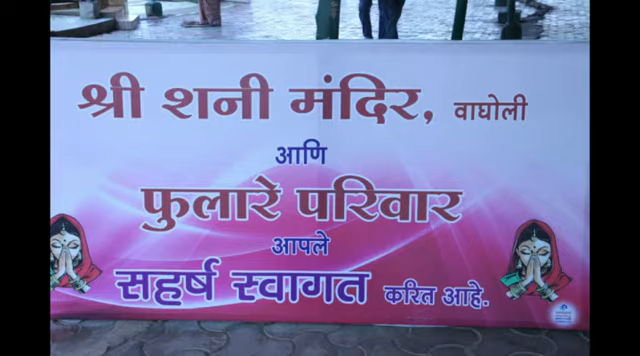 श्री शनी मंदिर, वाघोली
आणि
फुलारे परिवार
आपले
सहर्ष स्वागत करित आहे.